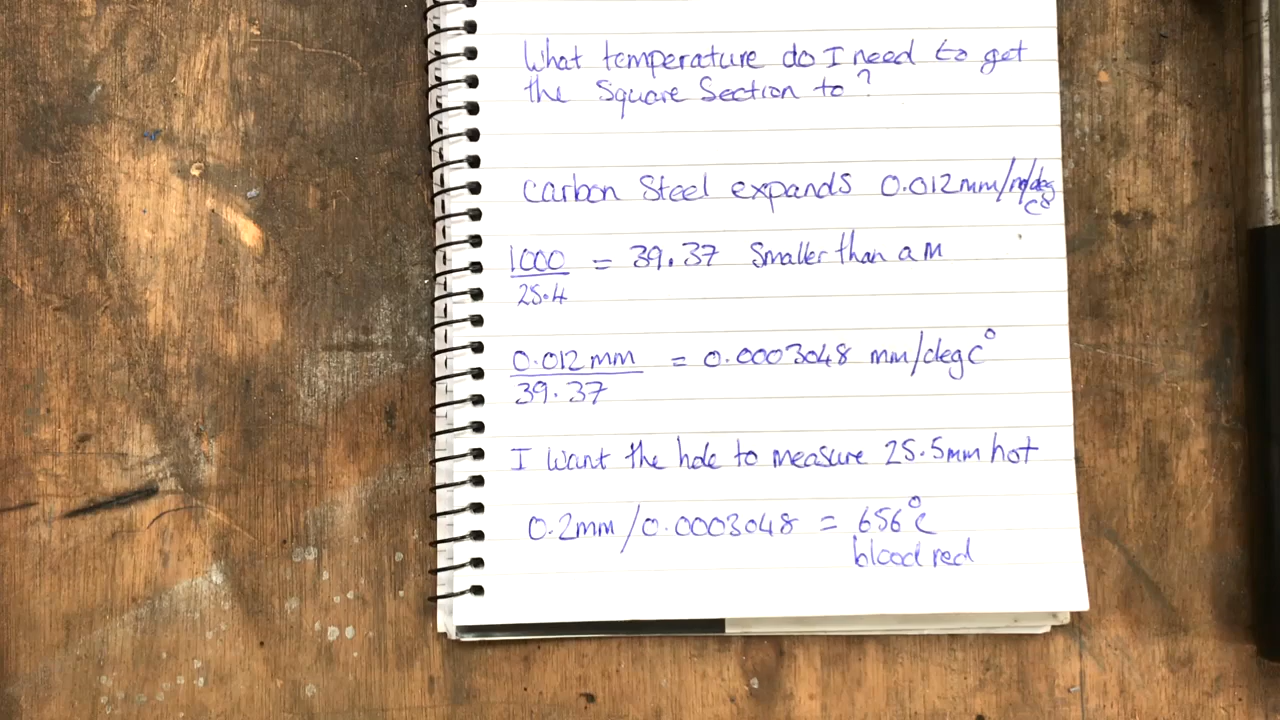 What temperature do I need to get
the Square Section to?
Carbon Steel expands 0.012mm/m/deg
c°
1000
25.4
= 39.37 Smaller than a M
0.012mm
39.37
= 0.0003048 mm/deg c°
I want the hole to measure 25.5mm hot
0.2mm/0.0003048 = 656°c
blood red